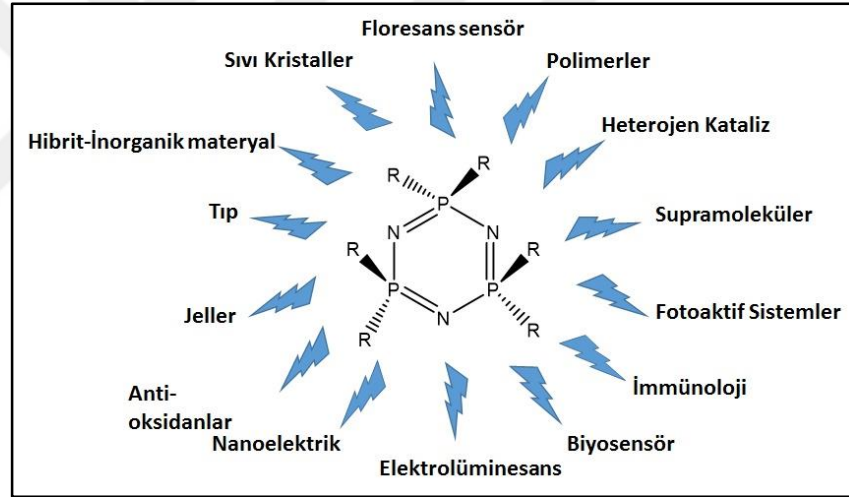 Floresans sensör
Sıvı Kristaller
Polimerler
Hibrit-İnorganik materyal
Heterojen Kataliz
Tıp
Supramoleküler
Jeller
Fotoaktif Sistemler
Anti-
oksidanlar
İmmünoloji
Nanoelektrik
Biyosensör
Elektrolüminesans
R
R
P
N
N
R
R
P
P
N
R
R